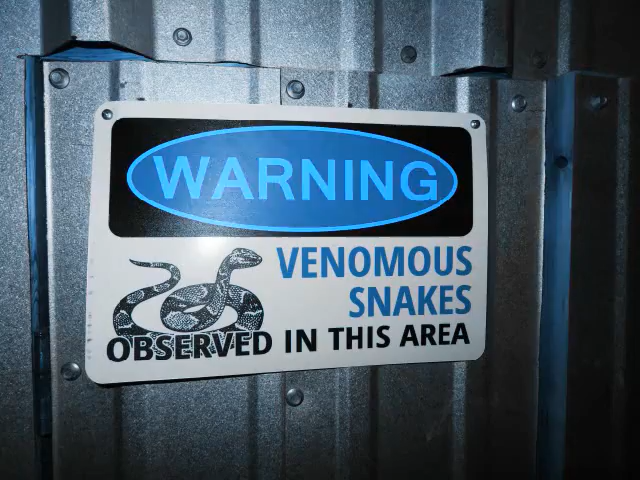 WARNING
VENOMOUS
SNAKES
OBSERVED IN THIS AREA